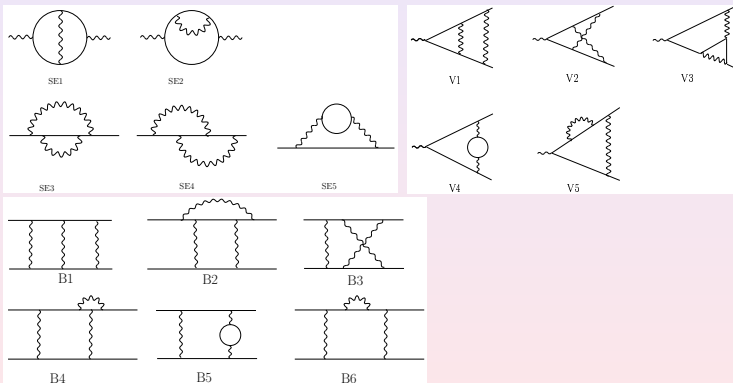 SE1 SE2
SE3 SE4 SE5
V1 V2 V3
V4 V5
B1 B2 B3
B4 B5 B6